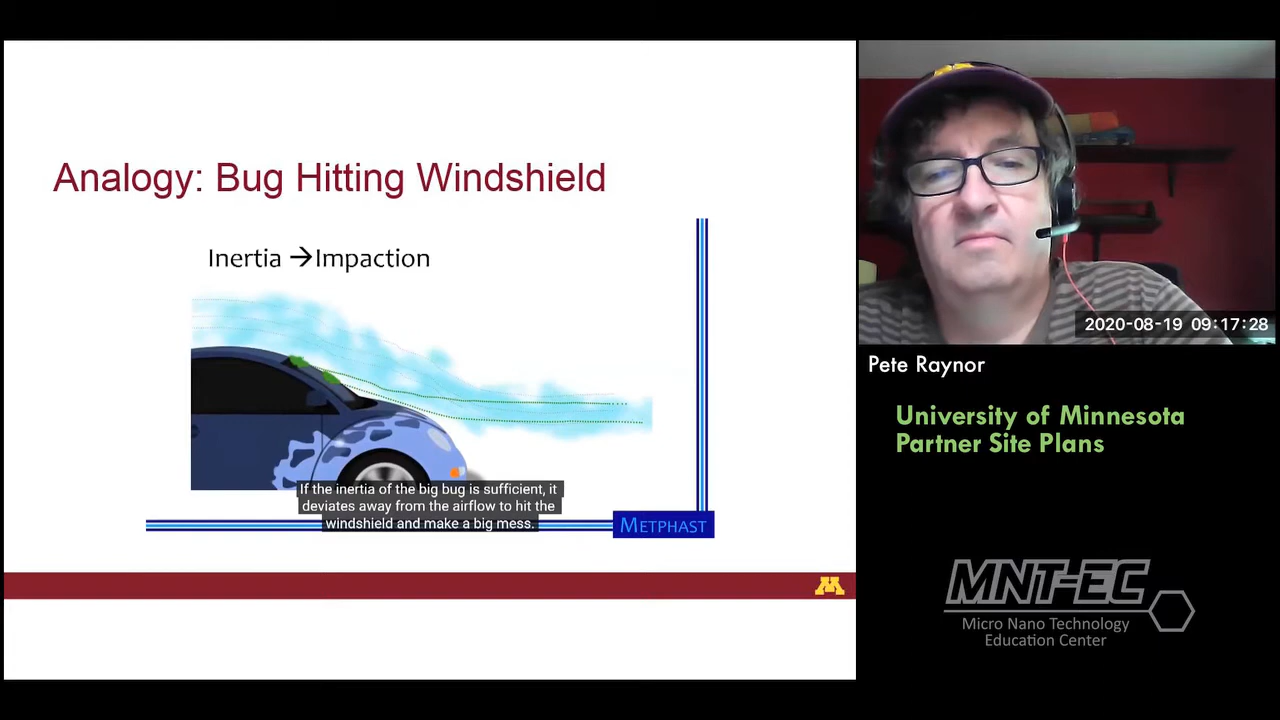 Analogy: Bug Hitting Windshield
Inertia →Impaction
If the inertia of the big bug is sufficient, it
deviates away from the airflow to hit the
windshield and make a big mess.
METPHAST
M
2020-08-19 09:17:28
Pete Raynor
University of Minnesota
Partner Site Plans
MNT-EC
Micro Nano Technology
Education Center